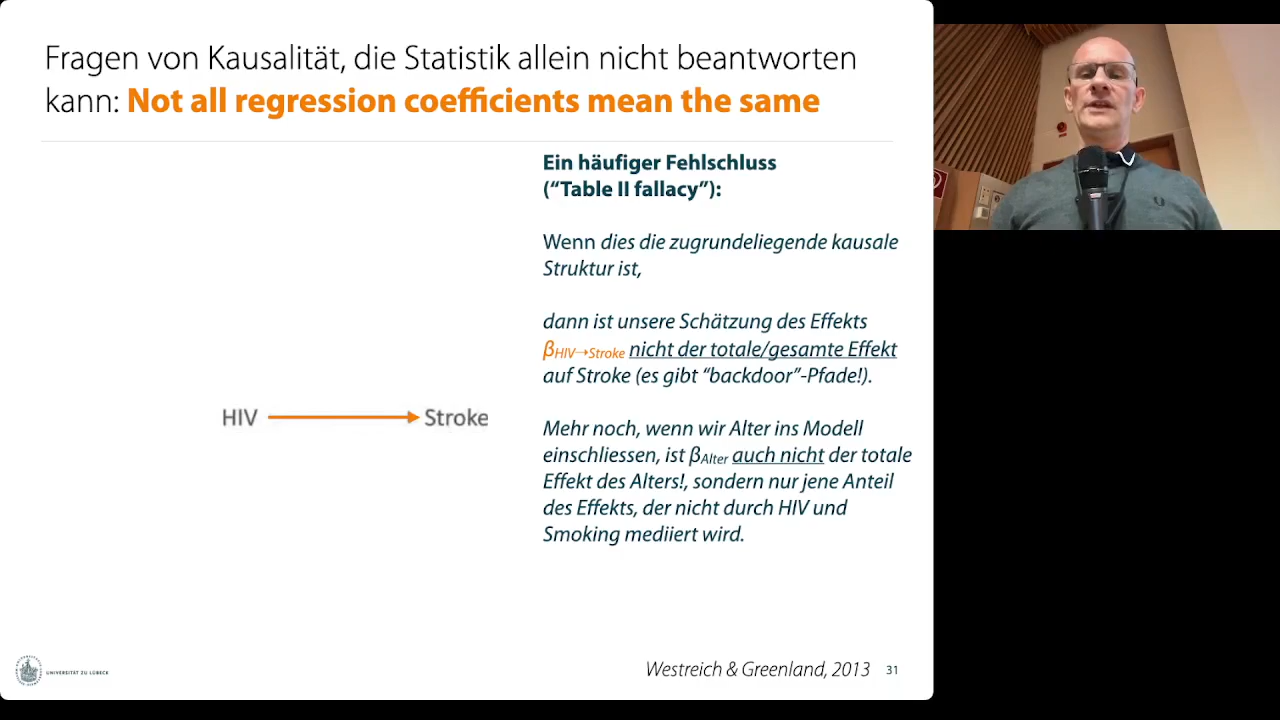 Fragen von Kausalität, die Statistik allein nicht beantworten
kann: Not all regression coefficients mean the same
Ein häufiger Fehlschluss
(“Table II fallacy”):
Wenn dies die zugrundeliegende kausale
Struktur ist,
dann ist unsere Schätzung des Effekts
βHIV→Stroke nicht der totale/gesamte Effekt
auf Stroke (es gibt “backdoor”-Pfade!).
HIV → Stroke
Mehr noch, wenn wir Alter ins Modell
einschliessen, ist βAlter auch nicht der totale
Effekt des Alters!, sondern nur jene Anteil
des Effekts, der nicht durch HIV und
Smoking mediiert wird.
UNIVERSITÄT ZU LÜBECK
Westreich & Greenland, 2013 31